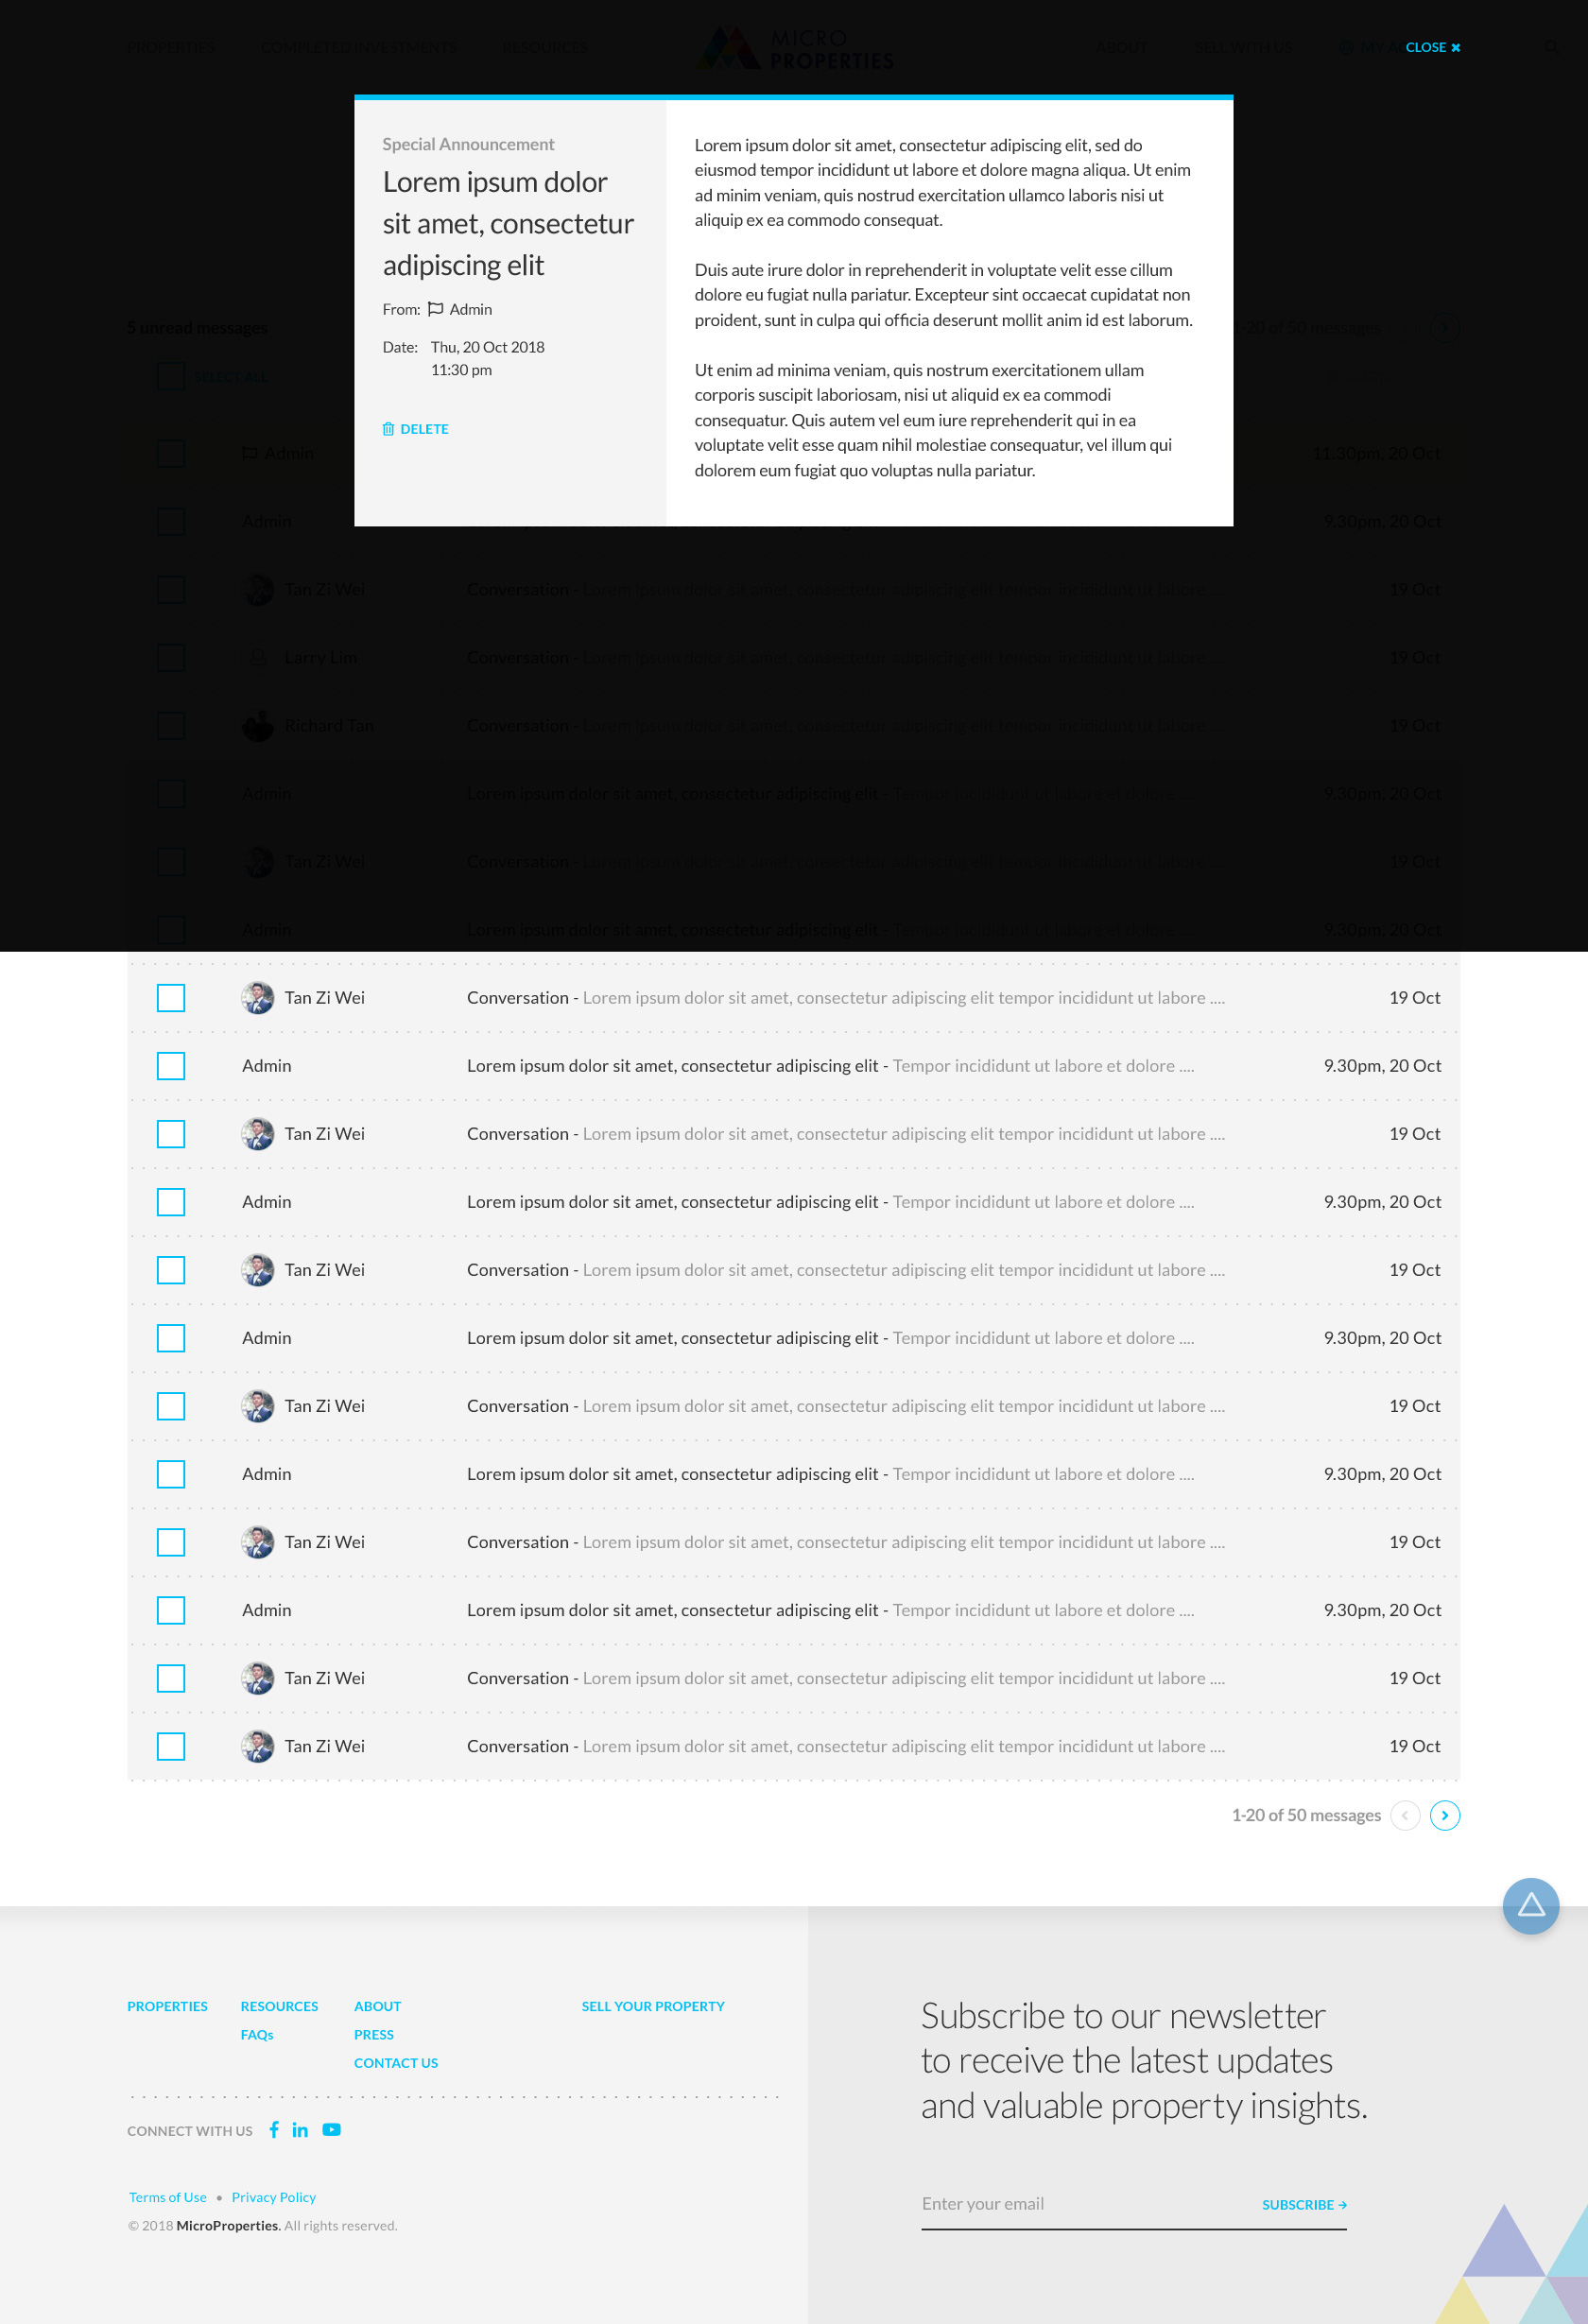 PROPERTIES COMPLETED INVESTMENTS RESOURCES MICRO PROPERTIES ABOUT SELL WITH US MY CLOSE
Special Announcement
Lorem ipsum dolor
sit amet, consectetur
adipiscing elit
From: Admin
Date: Thu, 20 Oct 2018
11:30 pm
DELETE
Lorem ipsum dolor sit amet, consectetur adipiscing elit, sed do
eiusmod tempor incididunt ut labore et dolore magna aliqua. Ut enim
ad minim veniam, quis nostrud exercitation ullamco laboris nisi ut
aliquip ex ea commodo consequat.
Duis aute irure dolor in reprehenderit in voluptate velit esse cillum
dolore eu fugiat nulla pariatur. Excepteur sint occaecat cupidatat non
proident, sunt in culpa qui officia deserunt mollit anim id est laborum.
Ut enim ad minima veniam, quis nostrum exercitationem ullam
corporis suscipit laboriosam, nisi ut aliquid ex ea commodi
consequatur. Quis autem vel eum iure reprehenderit qui in ea
voluptate velit esse quam nihil molestiae consequatur, vel illum qui
dolorem eum fugiat quo voluptas nulla pariatur.
5 unread messages 20 of 50 messages
SELECT ALL
Admin 11.30pm, 20 Oct
Admin 9.30pm, 20 Oct
Tan Zi Wei Conversation - Lorem ipsum dolor sit amet, consectetur adipiscing elit tempor incididunt ut labore ....  19 Oct
Larry Lim Conversation - Lorem ipsum dolor sit amet, consectetur adipiscing elit tempor incididunt ut labore .... 19 Oct
Richard Tan Conversation - Lorem ipsum dolor sit amet, consectetur adipiscing elit tempor incididunt ut labore .... 19 Oct
Admin Lorem ipsum dolor sit amet, consectetur adipiscing elit - Tempor incididunt ut labore et dolore .... 9.30pm, 20 Oct
Tan Zi Wei Conversation - Lorem ipsum dolor sit amet, consectetur adipiscing elit tempor incididunt ut labore .... 19 Oct
Admin Lorem ipsum dolor sit amet, consectetur adipiscing elit - Tempor incididunt ut labore et dolore .... 9.30pm, 20 Oct
Tan Zi Wei Conversation - Lorem ipsum dolor sit amet, consectetur adipiscing elit tempor incididunt ut labore .... 19 Oct
Admin Lorem ipsum dolor sit amet, consectetur adipiscing elit - Tempor incididunt ut labore et dolore .... 9.30pm, 20 Oct
Tan Zi Wei Conversation - Lorem ipsum dolor sit amet, consectetur adipiscing elit tempor incididunt ut labore .... 19 Oct
Admin Lorem ipsum dolor sit amet, consectetur adipiscing elit - Tempor incididunt ut labore et dolore .... 9.30pm, 20 Oct
Tan Zi Wei Conversation - Lorem ipsum dolor sit amet, consectetur adipiscing elit tempor incididunt ut labore .... 19 Oct
Admin Lorem ipsum dolor sit amet, consectetur adipiscing elit - Tempor incididunt ut labore et dolore .... 9.30pm, 20 Oct
Tan Zi Wei Conversation - Lorem ipsum dolor sit amet, consectetur adipiscing elit tempor incididunt ut labore .... 19 Oct
Admin Lorem ipsum dolor sit amet, consectetur adipiscing elit - Tempor incididunt ut labore et dolore .... 9.30pm, 20 Oct
Tan Zi Wei Conversation - Lorem ipsum dolor sit amet, consectetur adipiscing elit tempor incididunt ut labore .... 19 Oct
Admin Lorem ipsum dolor sit amet, consectetur adipiscing elit - Tempor incididunt ut labore et dolore .... 9.30pm, 20 Oct
Tan Zi Wei Conversation - Lorem ipsum dolor sit amet, consectetur adipiscing elit tempor incididunt ut labore .... 19 Oct
Tan Zi Wei Conversation - Lorem ipsum dolor sit amet, consectetur adipiscing elit tempor incididunt ut labore .... 19 Oct
1-20 of 50 messages
PROPERTIES RESOURCES ABOUT SELL YOUR PROPERTY
FAQs PRESS
CONTACT US
CONNECT WITH US
Terms of Use • Privacy Policy
© 2018 MicroProperties. All rights reserved.
Subscribe to our newsletter
to receive the latest updates
and valuable property insights.
Enter your email SUBSCRIBE